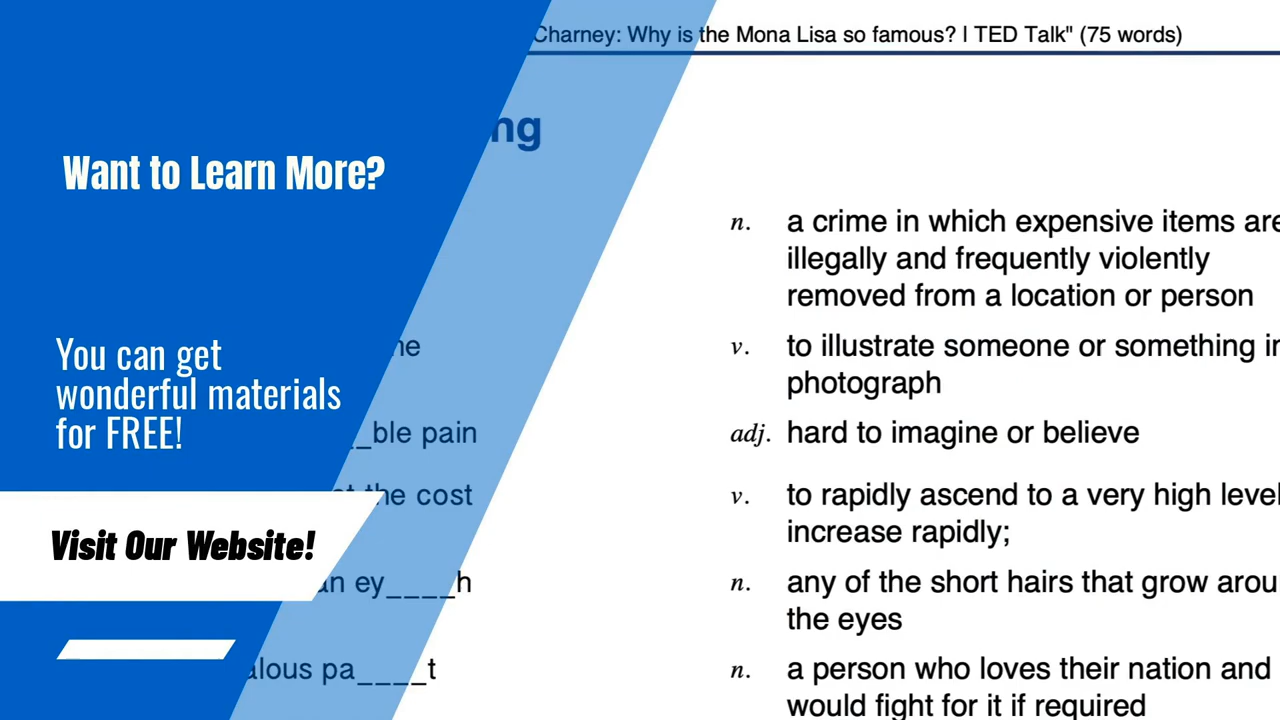 Charney: Why is the Mona Lisa so famous? | TED Talk" (75 words)
ng
Want to Learn More?
You can get
wonderful materials
for FREE!
Visit Our Website!
n. a crime in which expensive items are
illegally and frequently violently
removed from a location or person
ne
v. to illustrate someone or something in
photograph
_ble pain
adj. hard to imagine or believe
the cost
v. to rapidly ascend to a very high level
increase rapidly;
an ey____h
n. any of the short hairs that grow arou
the eyes
alous pa____t
n. a person who loves their nation and
would fight for it if required